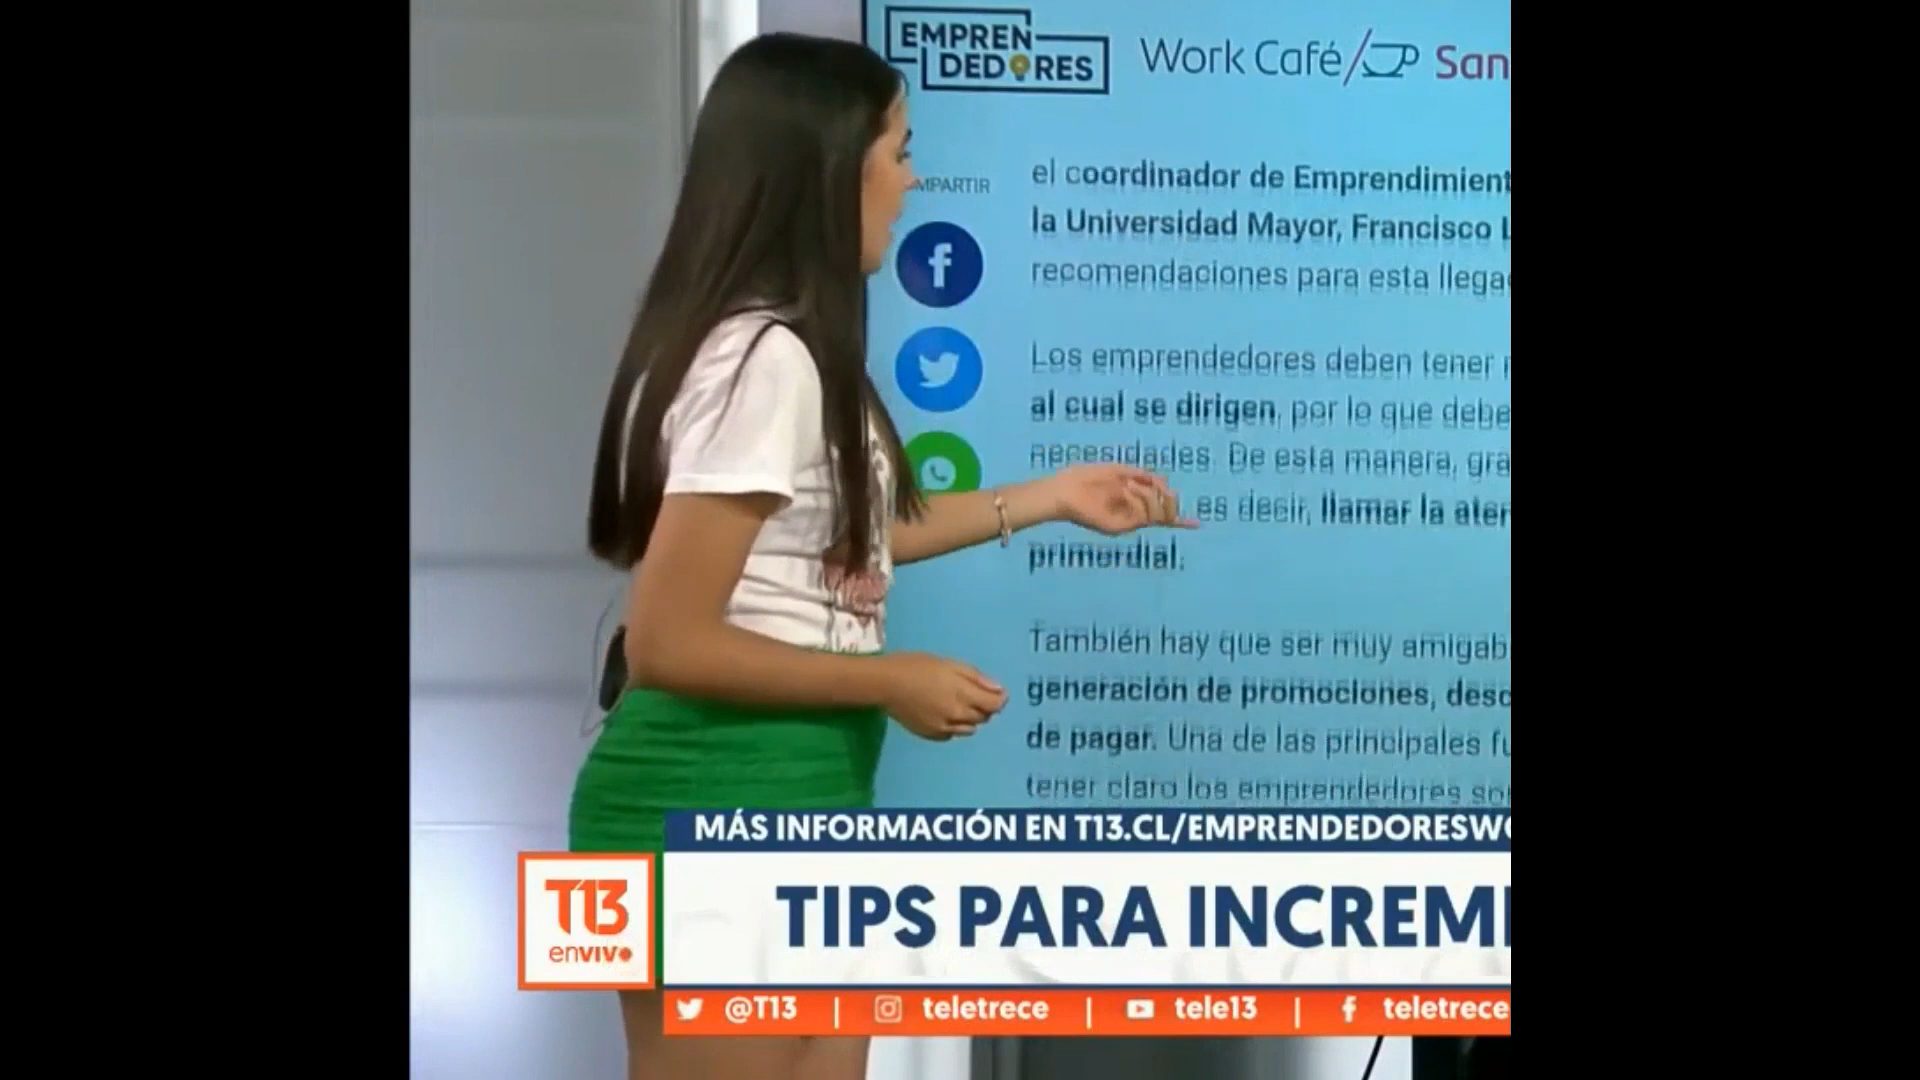 EMPREN
DEDORES
Work Café/ San
MPARTIR
el coordinador de Emprendimient
la Universidad Mayor, Francisco L
recomendaciones para esta llega
Los emprendedores deben tener
al cual se dirigen, por lo que debe
necesidades. De esta manera, gra
es decir, llamar la aten
primordial.
También hay que ser muy amigab
generación de promociones, desc
de pagar. Una de las principales fu
tener claro los emprendedores so
MÁS INFORMACIÓN EN T13.CL/EMPRENDEDORESWO
TIPS PARA INCREM
T13
envivo
@T13 | teletrece | tele13 | teletrece